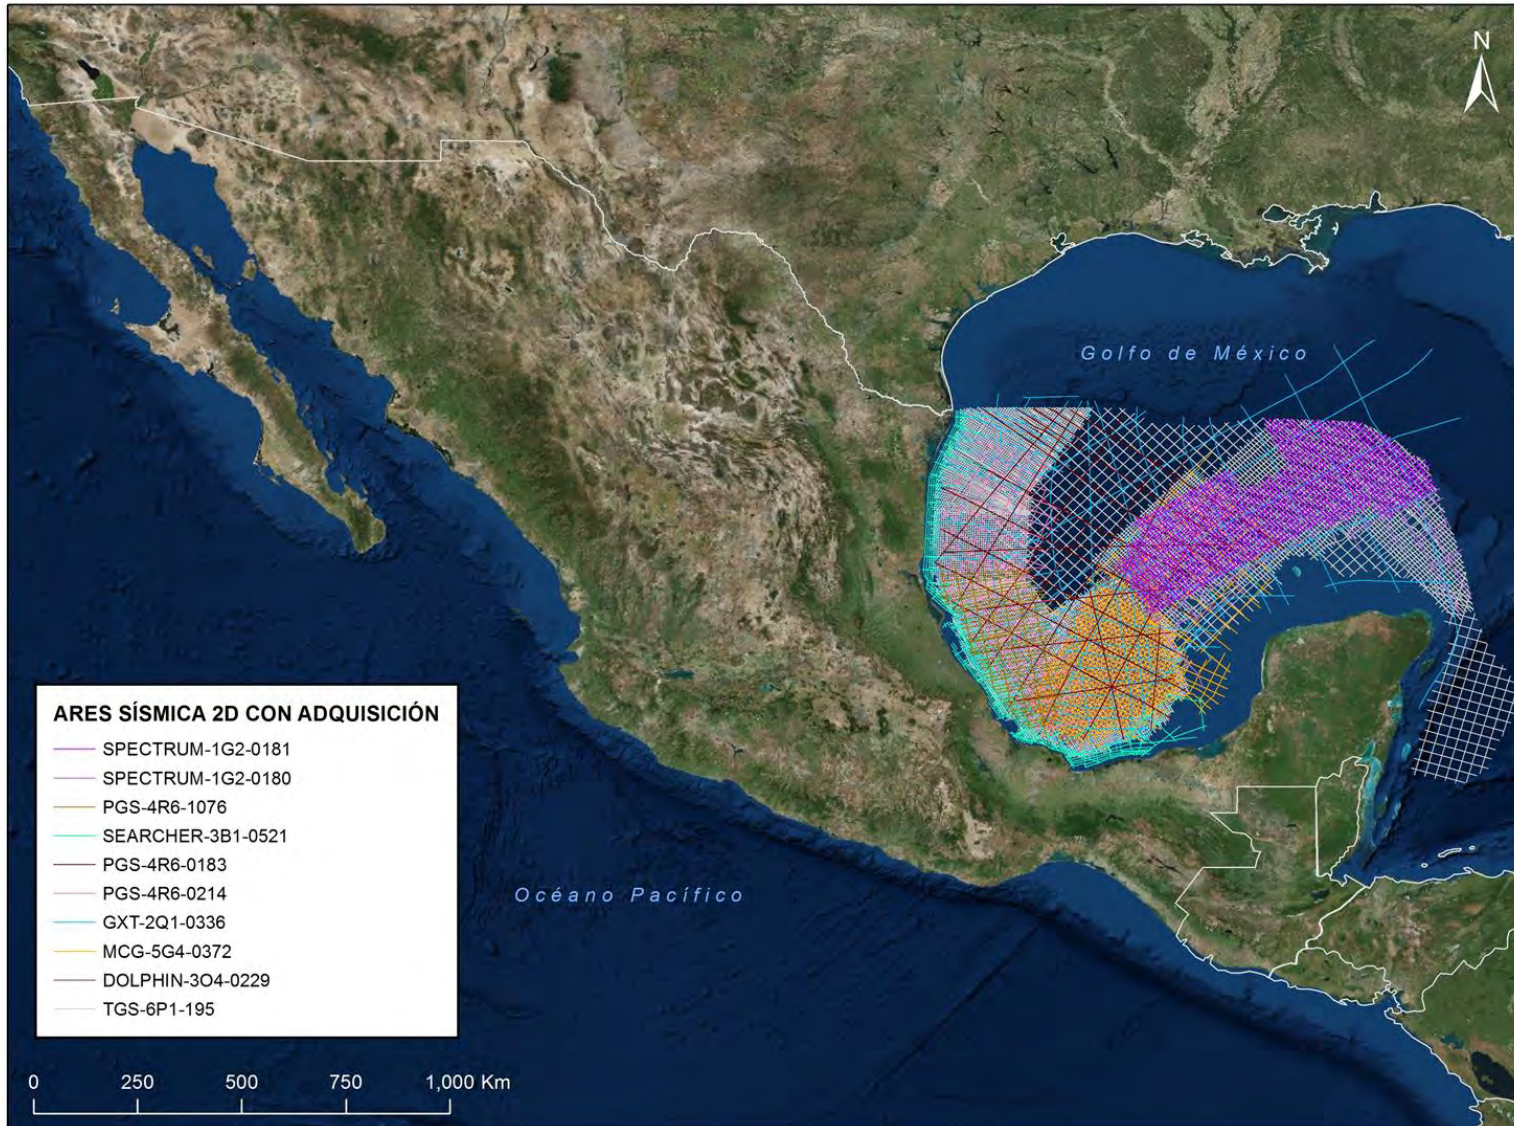 N
Golfo de México
ARES SÍSMICA 2D CON ADQUISICIÓN
SPECTRUM-1G2-0181
SPECTRUM-1G2-0180
PGS-4R6-1076
SEARCHER-3B1-0521
PGS-4R6-0183
PGS-4R6-0214
GXT-2Q1-0336
MCG-5G4-0372
DOLPHIN-3O4-0229
TGS-6P1-195
Océano Pacífico
0 250 500 750 1,000 Km